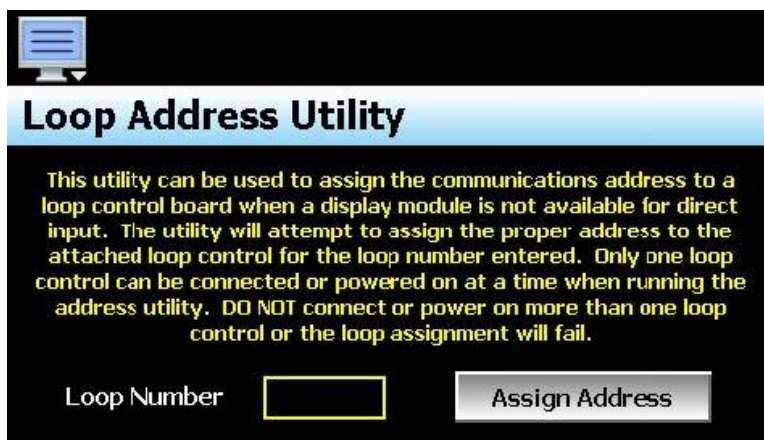 Loop Address Utility
This utility can be used to assign the communications address to a
loop control board when a display module is not available for direct
input.  The utility will attempt to assign the proper address to the
attached loop control for the loop number entered.  Only one loop
control can be connected or powered on at a time when running the
address utility.  DO NOT connect or power on more than one loop
control or the loop assignment will fail.
Loop Number
Assign Address